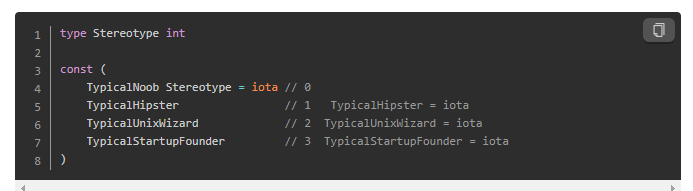 1 type Stereotype int
2
3 const (
4     TypicalNoob Stereotype = iota // 0
5     TypicalHipster                // 1   TypicalHipster = iota
6     TypicalUnixWizard             // 2  TypicalUnixWizard = iota
7     TypicalStartupFounder         // 3  TypicalStartupFounder = iota
8 )